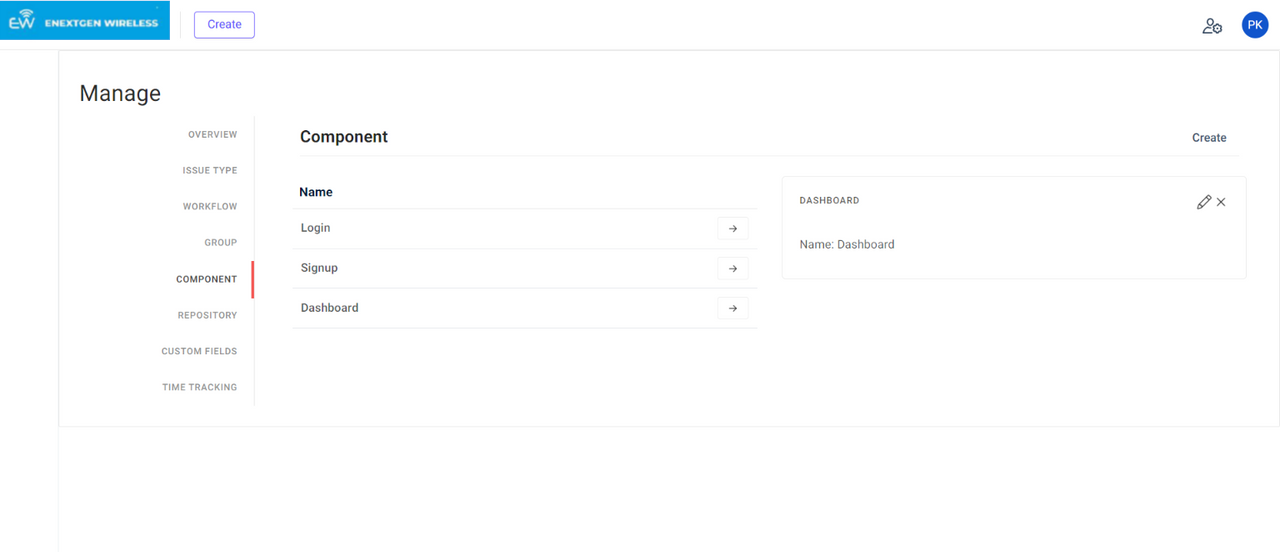 EW ENEXTGEN WIRELESS
Create
PK
Manage
OVERVIEW
ISSUE TYPE
WORKFLOW
GROUP
COMPONENT
REPOSITORY
CUSTOM FIELDS
TIME TRACKING
Component
Create
Name
Login
Signup
Dashboard
DASHBOARD
Name: Dashboard